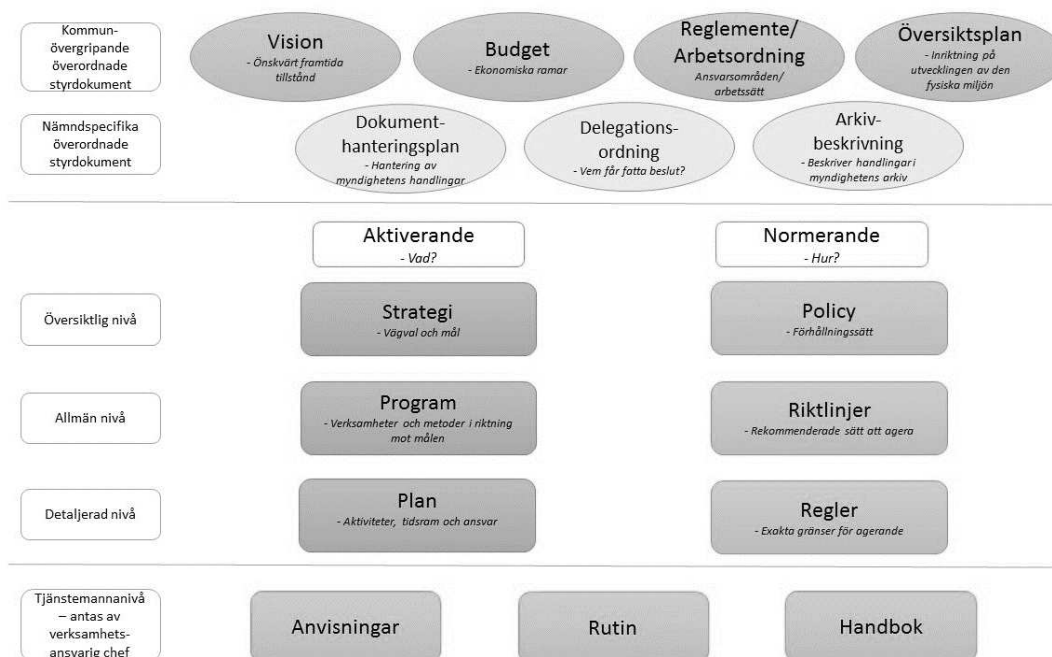 Kommun-
övergripande
överordnade
styrdokument
Vision
- Önskvärt framtida
tillstånd
Budget
- Ekonomiska ramar
Reglemente/
Arbetsordning
Ansvarsområden/
arbetssätt
Översiktsplan
- Inriktning på
utvecklingen av den
fysiska miljön
Nämndspecifika
överordnade
styrdokument
Dokument-
hanteringsplan
- Hantering av
myndighetens handlingar
Delegations-
ordning
- Vem får fatta beslut?
Arkiv-
beskrivning
- Beskriver handlingar i
myndighetens arkiv
Aktiverande
- Vad?
Normerande
- Hur?
Översiktlig nivå
Strategi
- Vägval och mål
Policy
- Förhållningssätt
Allmän nivå
Program
- Verksamheter och metoder i riktning
mot målen
Riktlinjer
- Rekommenderade sätt att agera
Detaljerad nivå
Plan
- Aktiviteter, tidsram och ansvar
Regler
- Exakta gränser för agerande
Tjänstemannanivå
– antas av
verksamhets-
ansvarig chef
Anvisningar
Rutin
Handbok